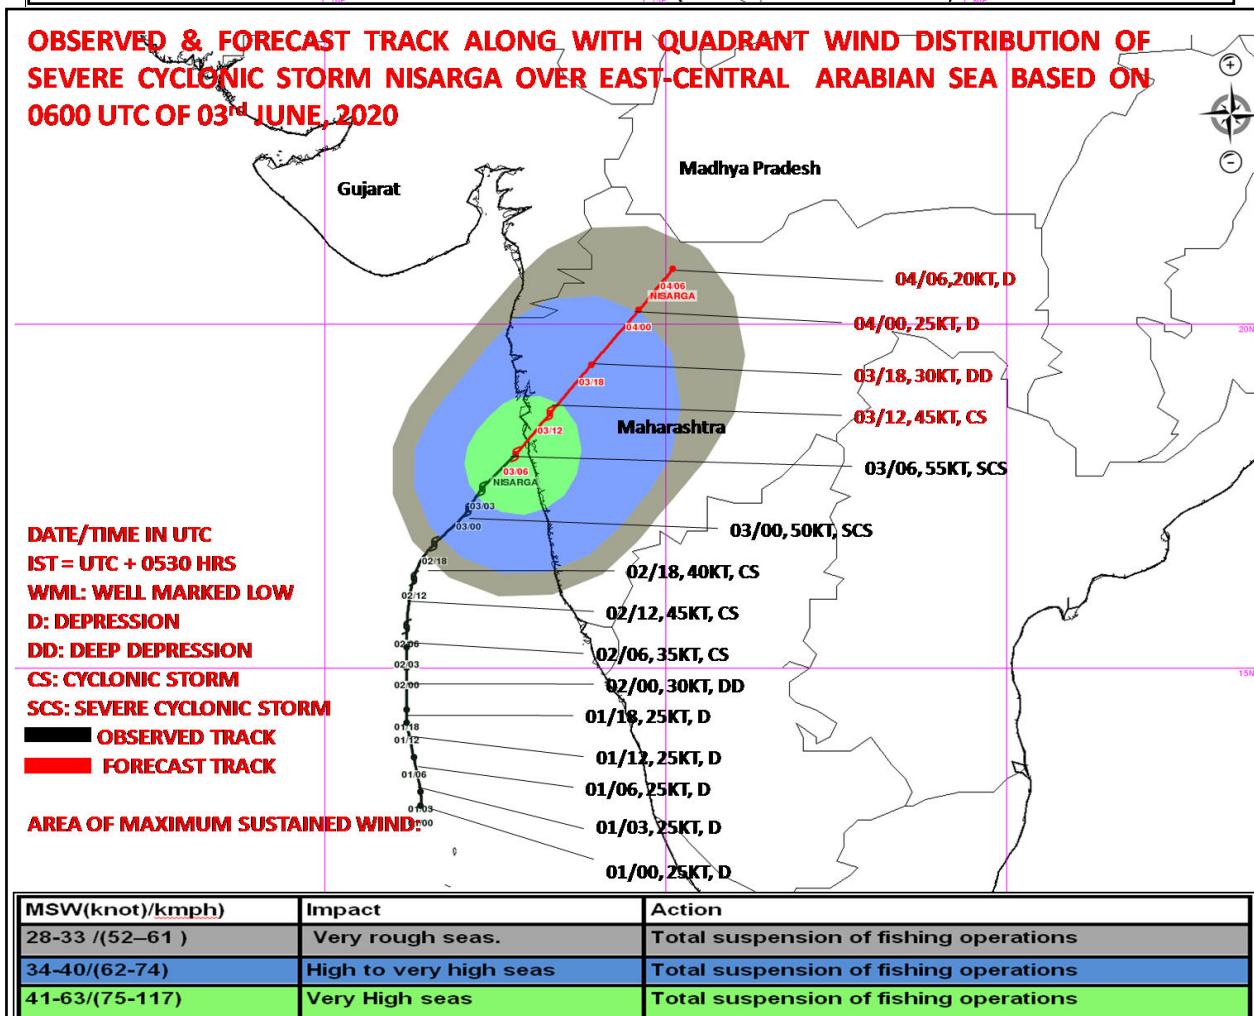 OBSERVED & FORECAST TRACK ALONG WITH QUADRANT WIND DISTRIBUTION OF
SEVERE CYCLONIC STORM NISARGA OVER EAST-CENTRAL ARABIAN SEA BASED ON
0600 UTC OF 03rd JUNE, 2020
Madhya Pradesh
Gujarat
04/06,20KT, D
04/06
NISARGA
04/00, 25KT, D
04/00
20N
03/18, 30KT, DD
03/18
03/12, 45KT, CS
03/12
Maharashtra
03/06, 55KT, SCS
03/06
NISARGA
03/03
03/00
03/00, 50KT, SCS
DATE/TIME IN UTC
IST = UTC + 0530 HRS
WML: WELL MARKED LOW
D: DEPRESSION
DD: DEEP DEPRESSION
CS: CYCLONIC STORM
SCS: SEVERE CYCLONIC STORM
OBSERVED TRACK
FORECAST TRACK
AREA OF MAXIMUM SUSTAINED WIND:
02/18
02/18, 40KT, CS
02/12
02/12, 45KT, CS
02/06
02/06, 35KT, CS
02/03
02/00
02/00, 30KT, DD
15N
01/18, 25KT, D
01/18
01/12
01/12, 25KT, D
01/06
01/06, 25KT, D
01/03
01/00
01/03, 25KT, D
01/00, 25KT, D
MSW(knot)/kmph) Impact Action
28-33 /(52–61 ) Very rough seas. Total suspension of fishing operations
34-40/(62-74) High to very high seas Total suspension of fishing operations
41-63/(75-117) Very High seas Total suspension of fishing operations